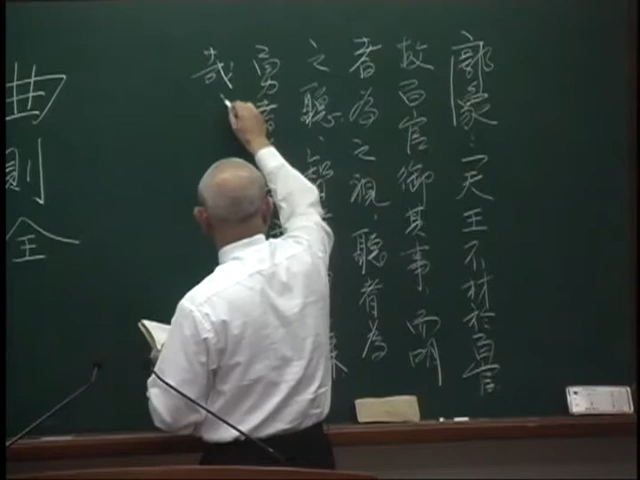 郭象：「天王不材於百官
故百官御其事，而明
者為之視，聽者為
之聽，智
勇者
哉
曲則全